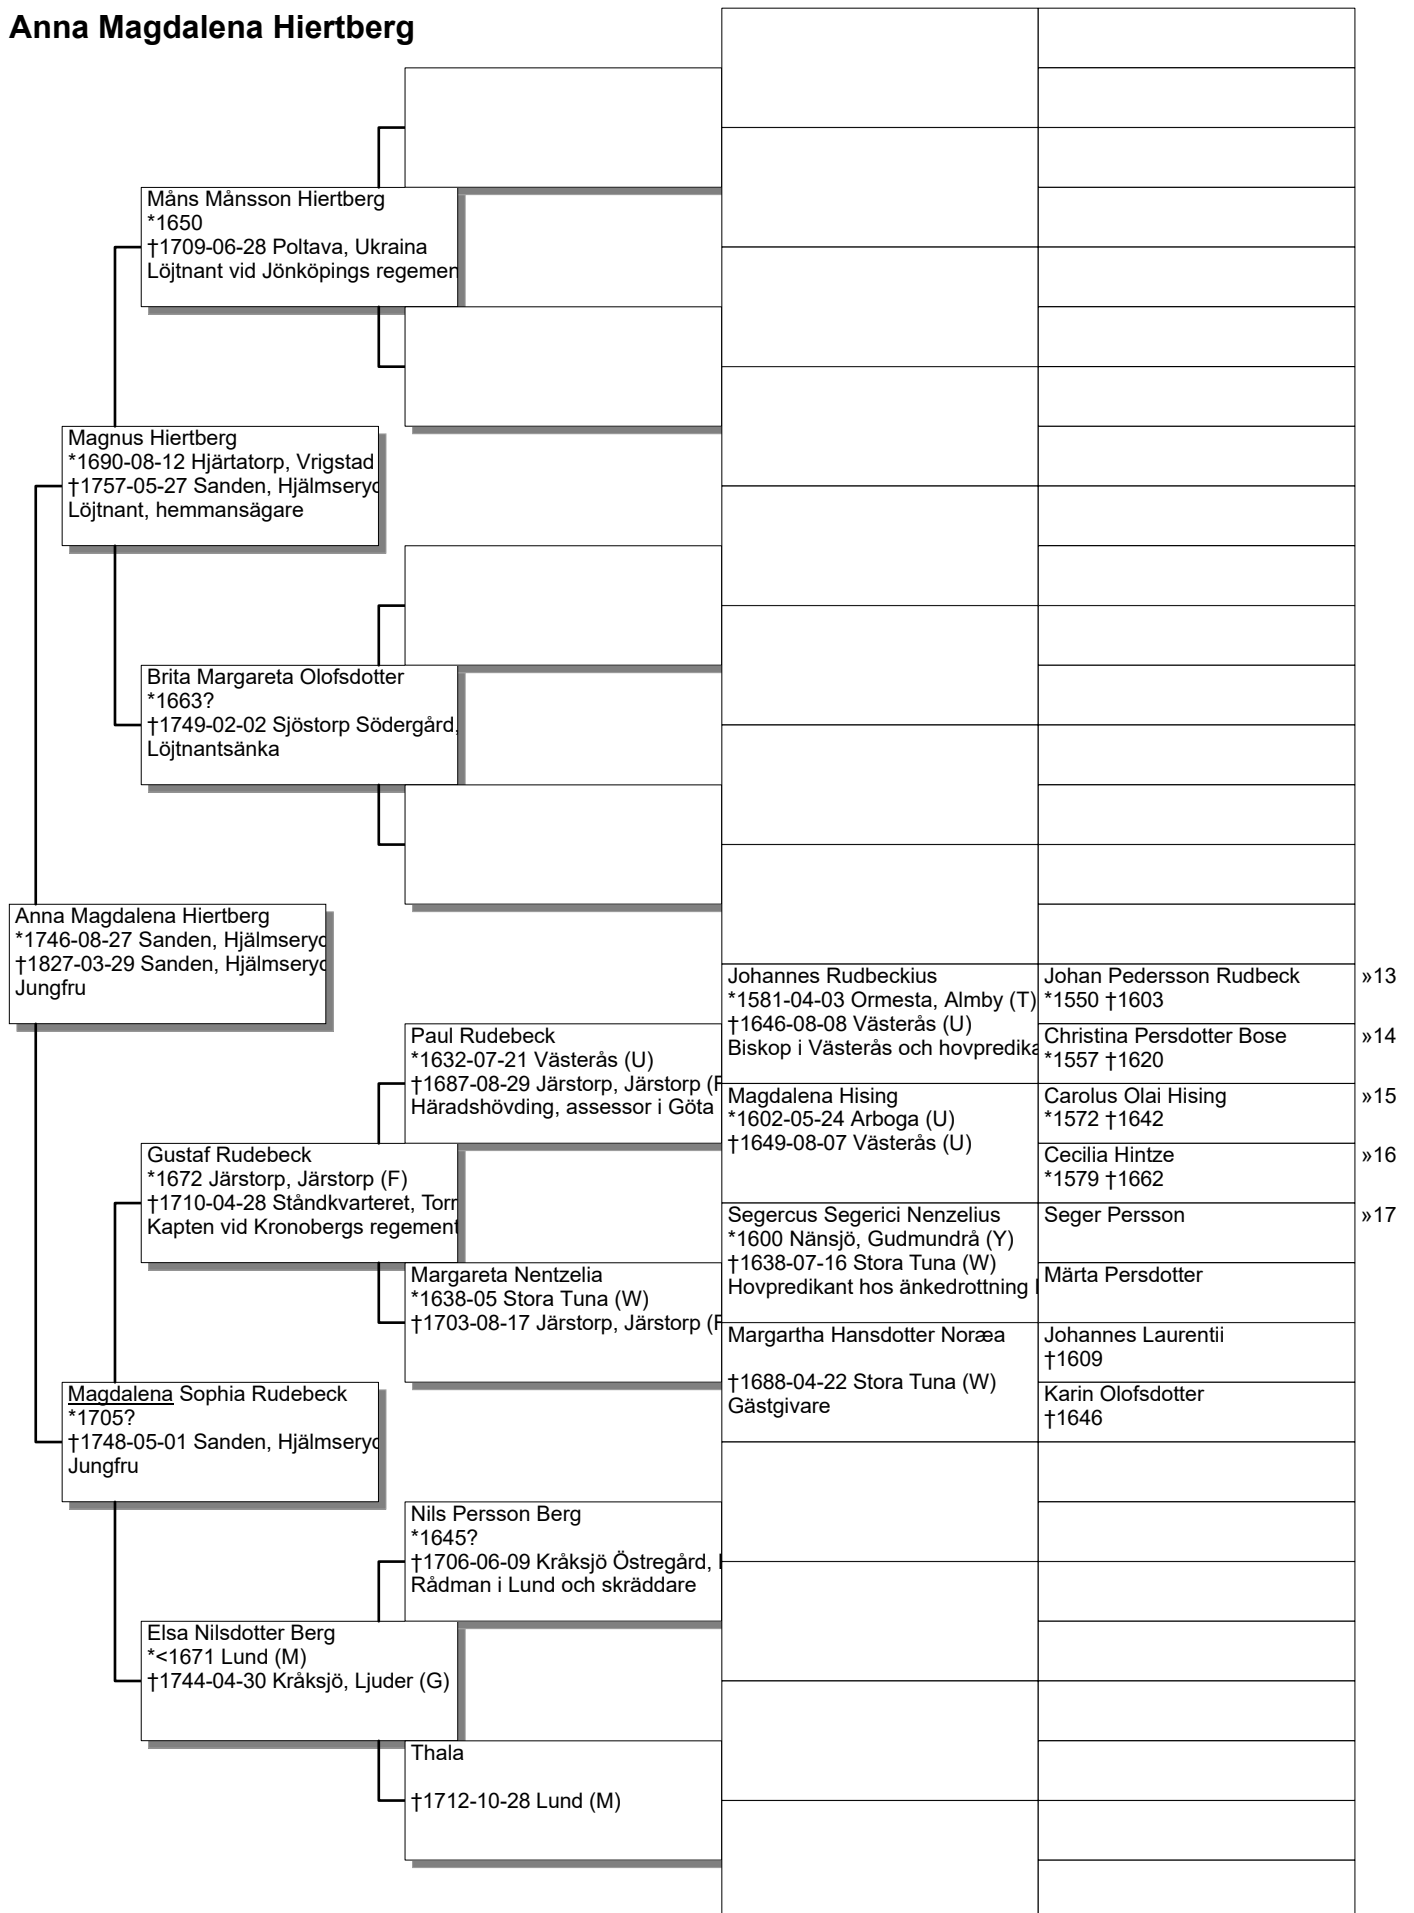 Anna Magdalena Hiertberg
Måns Månsson Hiertberg
*1650
†1709-06-28 Poltava, Ukraina
Löjtnant vid Jönköpings regemen
Magnus Hiertberg
*1690-08-12 Hjärtatorp, Vrigstad
†1757-05-27 Sanden, Hjälmseryd
Löjtnant, hemmansägare
Brita Margareta Olofsdotter
*1663?
†1749-02-02 Sjöstorp Södergård,
Löjtnantsänka
Anna Magdalena Hiertberg
*1746-08-27 Sanden, Hjälmseryd
†1827-03-29 Sanden, Hjälmseryd
Jungfru
Johannes Rudbeckius
*1581-04-03 Ormesta, Almby (T)
†1646-08-08 Västerås (U)
Biskop i Västerås och hovpredika
Johan Pedersson Rudbeck
*1550 †1603
»13
Christina Persdotter Bose
*1557 †1620
»14
Paul Rudebeck
*1632-07-21 Västerås (U)
†1687-08-29 Järstorp, Järstorp (F
Häradshövding, assessor i Göta
Magdalena Hising
*1602-05-24 Arboga (U)
†1649-08-07 Västerås (U)
Carolus Olai Hising
*1572 †1642
»15
Cecilia Hintze
*1579 †1662
»16
Gustaf Rudebeck
*1672 Järstorp, Järstorp (F)
†1710-04-28 Ståndkvarteret, Torr
Kapten vid Kronobergs regement
Segercus Segerici Nenzelius
*1600 Nänsjö, Gudmundrå (Y)
†1638-07-16 Stora Tuna (W)
Hovpredikant hos änkedrottning
Seger Persson
»17
Märta Persdotter
Margareta Nentzelia
*1638-05 Stora Tuna (W)
†1703-08-17 Järstorp, Järstorp (F
Margartha Hansdotter Noræa
†1688-04-22 Stora Tuna (W)
Gästgivare
Johannes Laurentii
†1609
Karin Olofsdotter
†1646
Magdalena Sophia Rudebeck
*1705?
†1748-05-01 Sanden, Hjälmseryd
Jungfru
Nils Persson Berg
*1645?
†1706-06-09 Kråksjö Östregård,
Rådman i Lund och skräddare
Elsa Nilsdotter Berg
*<1671 Lund (M)
†1744-04-30 Kråksjö, Ljuder (G)
Thala
†1712-10-28 Lund (M)